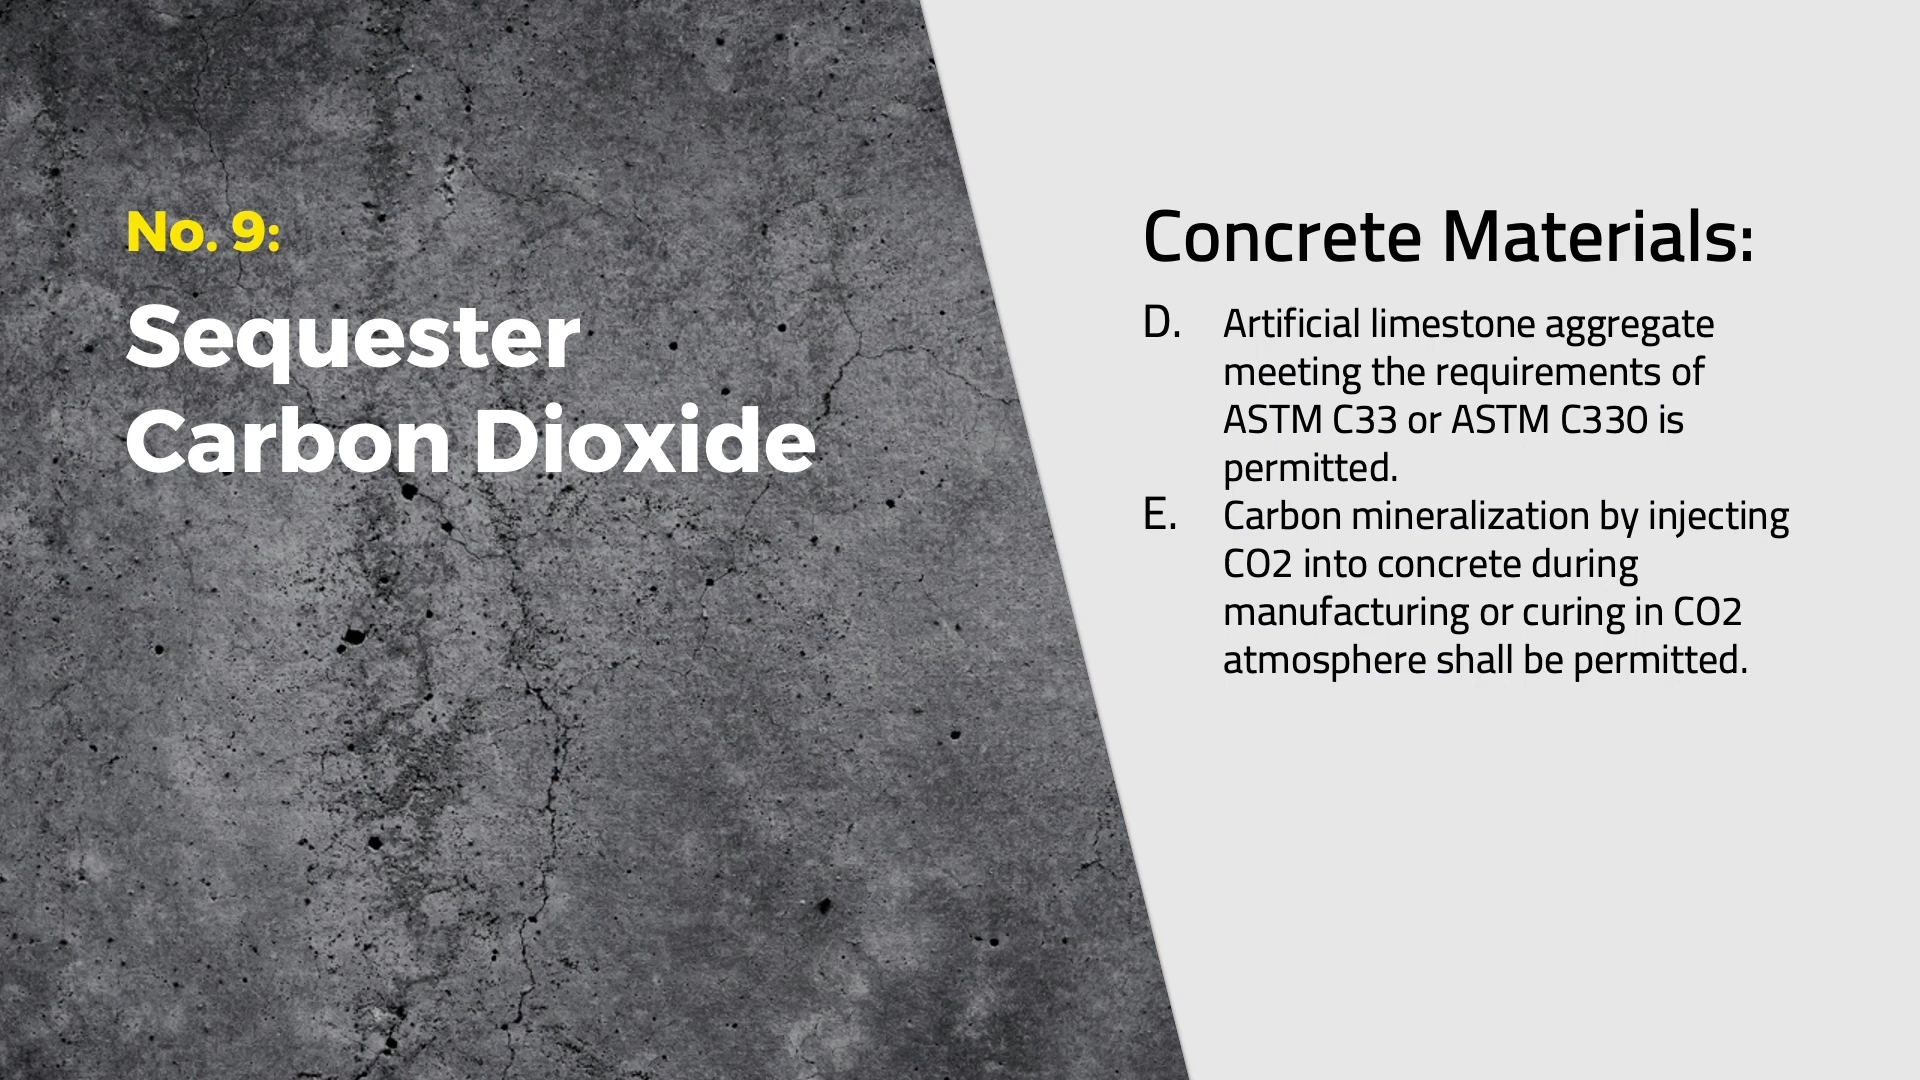 No. 9:
Sequester
Carbon Dioxide
Concrete Materials:
D. Artificial limestone aggregate
meeting the requirements of
ASTM C33 or ASTM C330 is
permitted.
E. Carbon mineralization by injecting
CO2 into concrete during
manufacturing or curing in CO2
atmosphere shall be permitted.